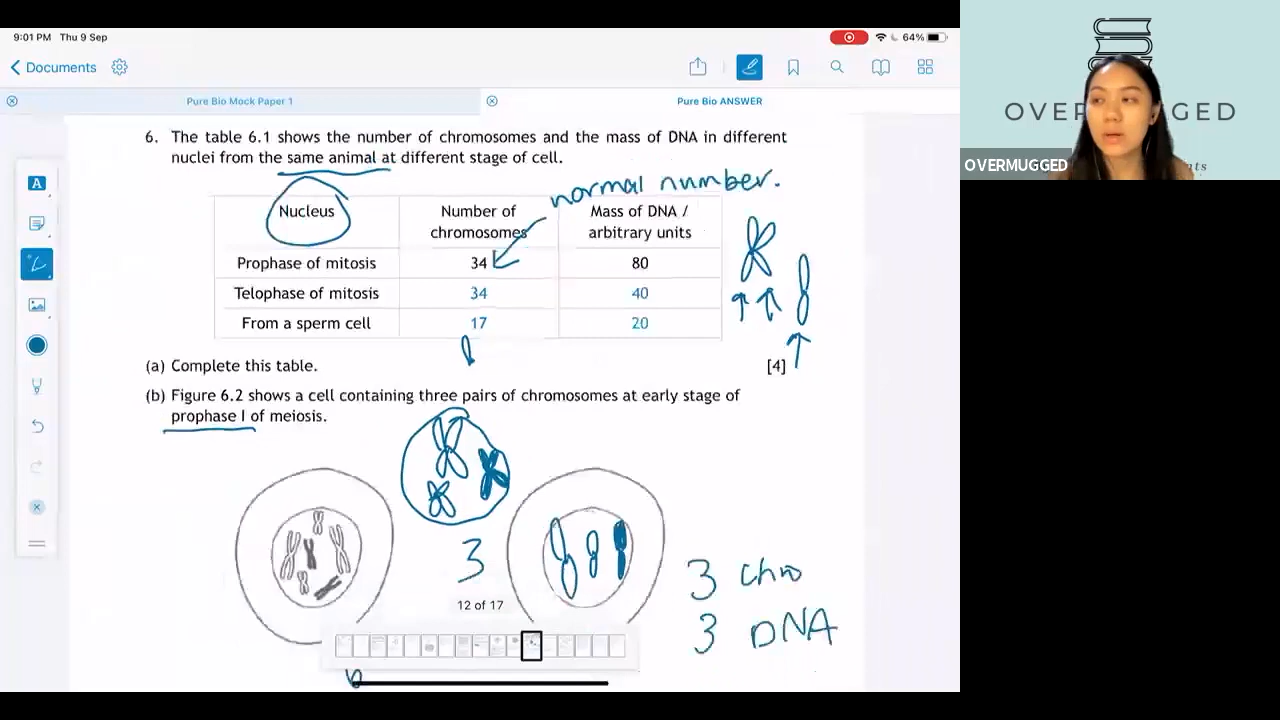 9:01 PM Thu 9 Sep
64%
Documents
Pure Bio Mock Paper 1
Pure Bio ANSWER
6. The table 6.1 shows the number of chromosomes and the mass of DNA in different
nuclei from the same animal at different stage of cell.
normal number.
Nucleus Number of chromosomes Mass of DNA / arbitrary units
Prophase of mitosis 34 80
Telophase of mitosis 34 40
From a sperm cell 17 20
(a) Complete this table. [4]
(b) Figure 6.2 shows a cell containing three pairs of chromosomes at early stage of
prophase I of meiosis.
3
3 chro
3 DNA
12 of 17
A
OVERMUGGED